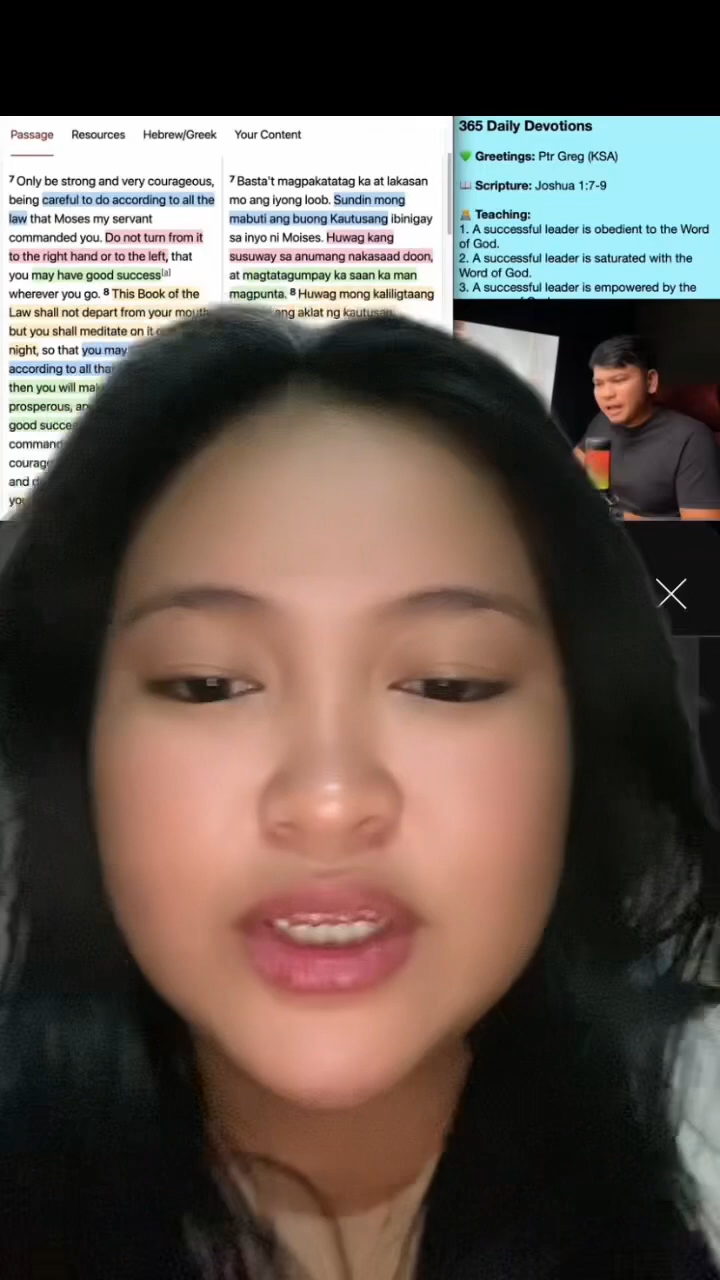 Passage Resources Hebrew/Greek Your Content
7 Only be strong and very courageous,
being careful to do according to all the
law that Moses my servant
commanded you. Do not turn from it
to the right hand or to the left, that
you may have good success[a]
wherever you go. 8 This Book of the
Law shall not depart from your mouth
but you shall meditate on it
night, so that you may
according to all
then you will
prosperous,
good
and
7 Basta't magpakatatag ka at lakasan
mo ang iyong loob. Sundin mong
mabuti ang buong Kautusang ibinigay
sa inyo ni Moises. Huwag kang
susuway sa anumang nakasaad doon,
at magtatagumpay ka saan ka man
magpunta. 8 Huwag mong kaliligtaang
ang aklat ng kautusan
365 Daily Devotions
Greetings: Ptr Greg (KSA)
Scripture: Joshua 1:7-9
Teaching:
1. A successful leader is obedient to the Word
of God.
2. A successful leader is saturated with the
Word of God.
3. A successful leader is empowered by the